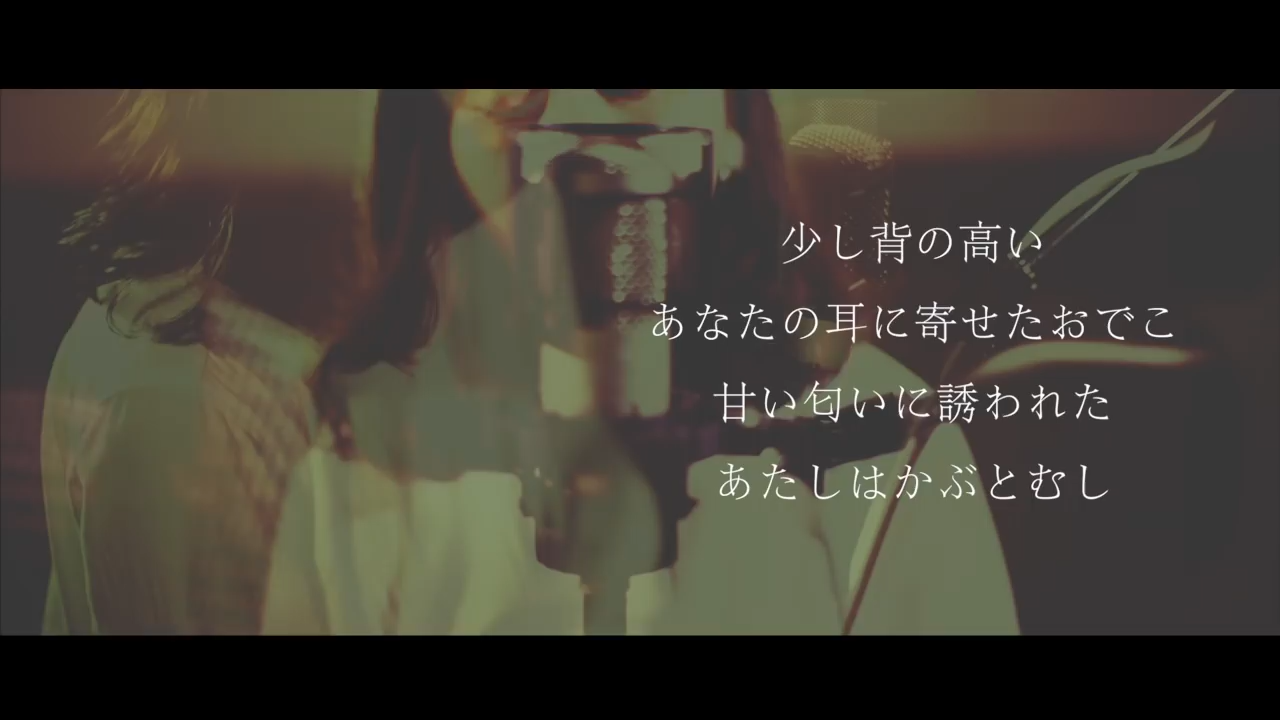 少し背の高い
あなたの耳に寄せたおでこ
甘い匂いに誘われた
あたしはかぶとむし